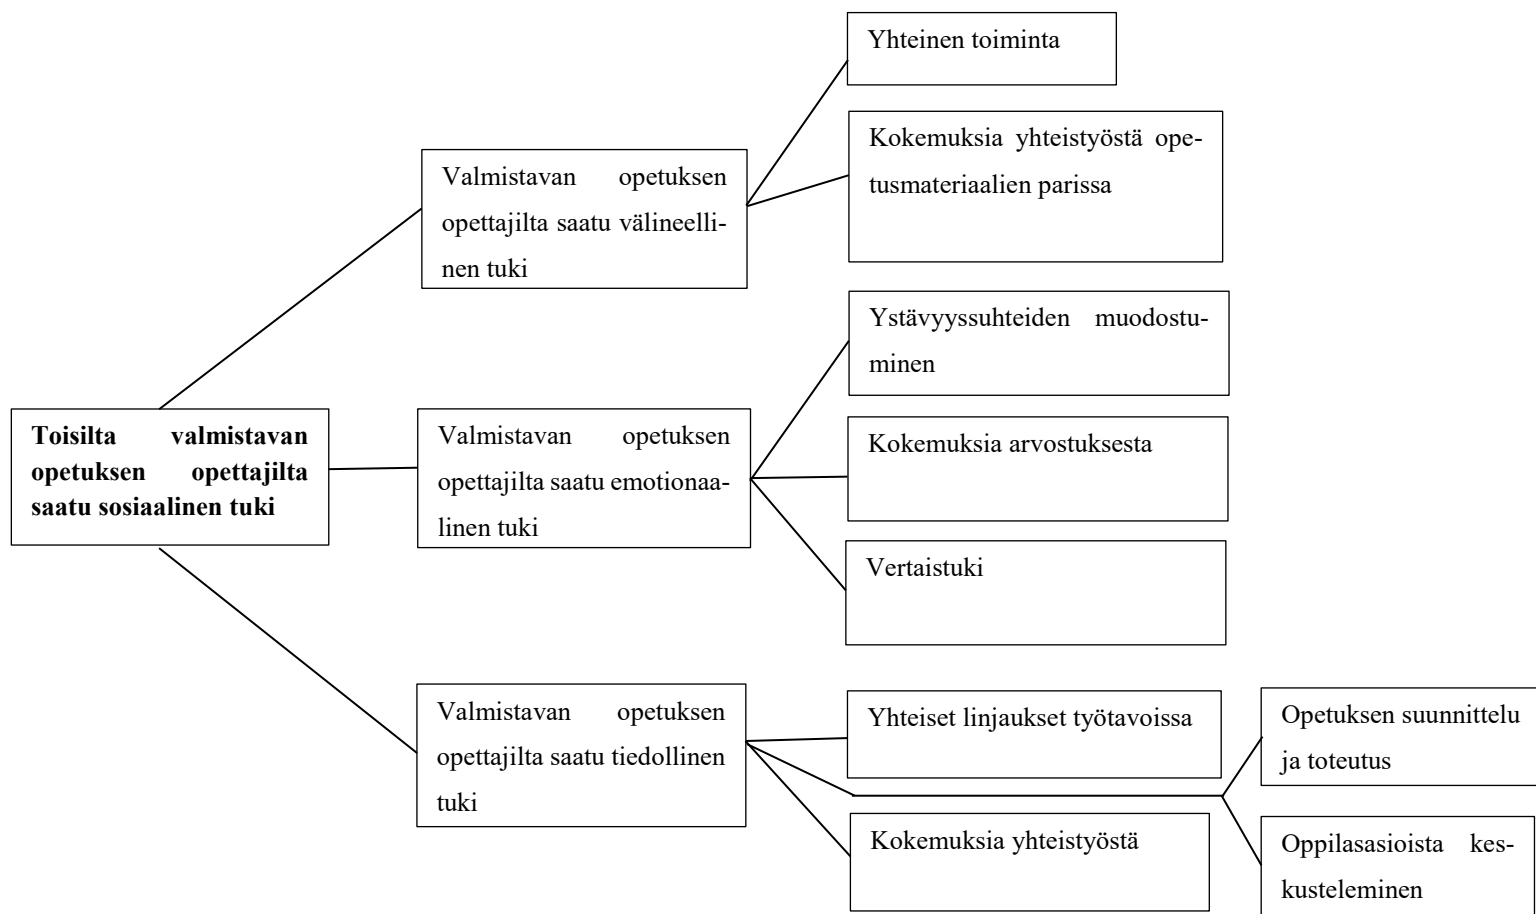 Yhteinen toiminta
Kokemuksia yhteistyöstä ope-
tusmateriaalien parissa
Valmistavan opetuksen
opettajilta saatu välineelli-
nen tuki
Ystävyyssuhteiden muodostu-
minen
Toisilta valmistavan
opetuksen opettajilta
saatu sosiaalinen tuki
Valmistavan opetuksen
opettajilta saatu emotionaa-
linen tuki
Kokemuksia arvostuksesta
Vertaistuki
Valmistavan opetuksen
opettajilta saatu tiedollinen
tuki
Yhteiset linjaukset työtavoissa
Kokemuksia yhteistyöstä
Opetuksen suunnittelu
ja toteutus
Oppilasasioista kes-
kusteleminen